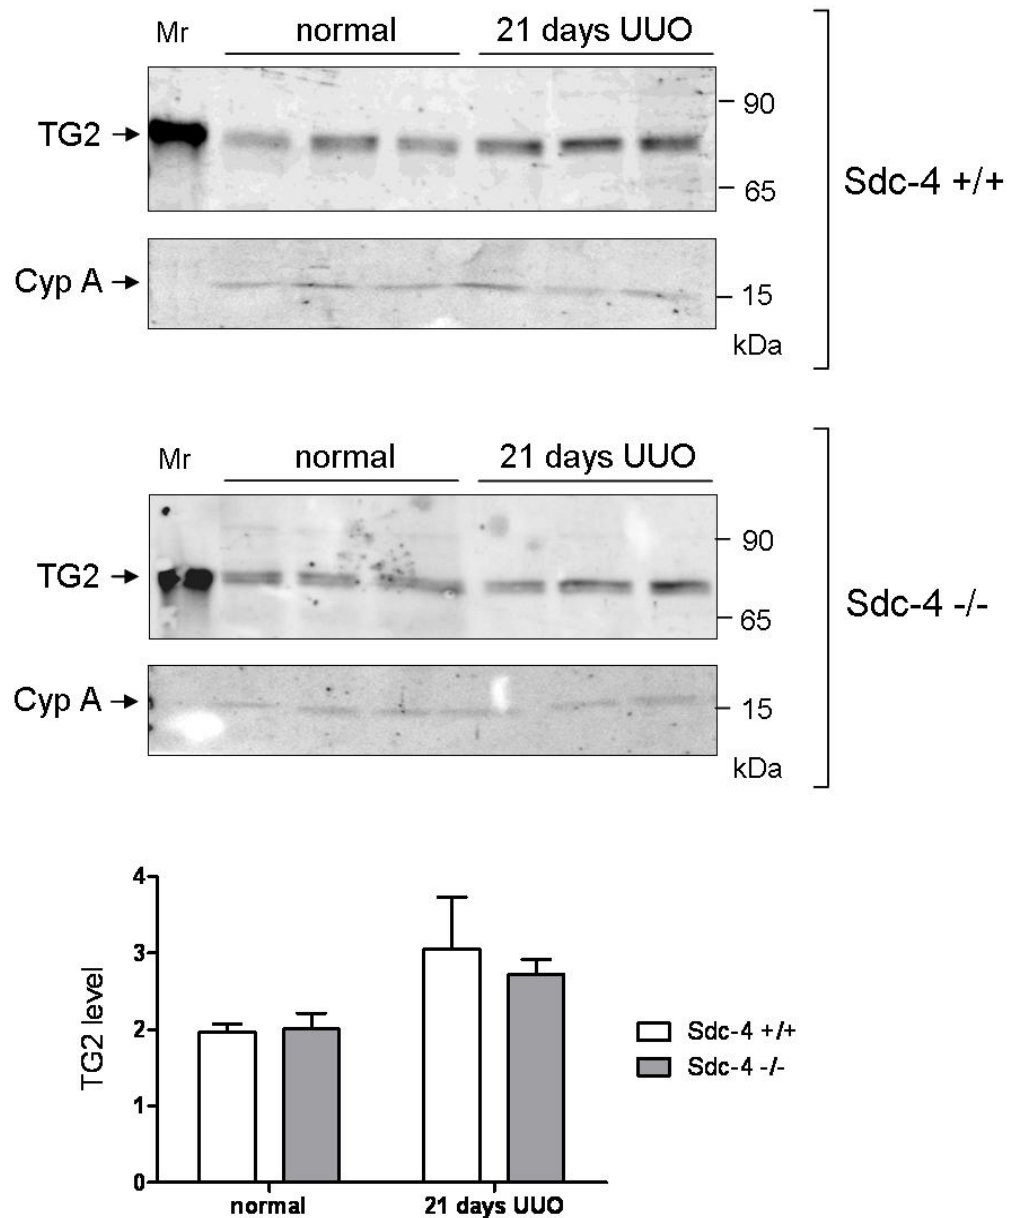 Mr normal 21 days UUO
90
TG2
65
Sdc-4 +/+
Cyp A
15
kDa
Mr normal 21 days UUO
90
TG2
65
Sdc-4 -/-
Cyp A
15
kDa
4
3
2
1
0
TG2 level
normal 21 days UUO
Sdc-4 +/+
Sdc-4 -/-